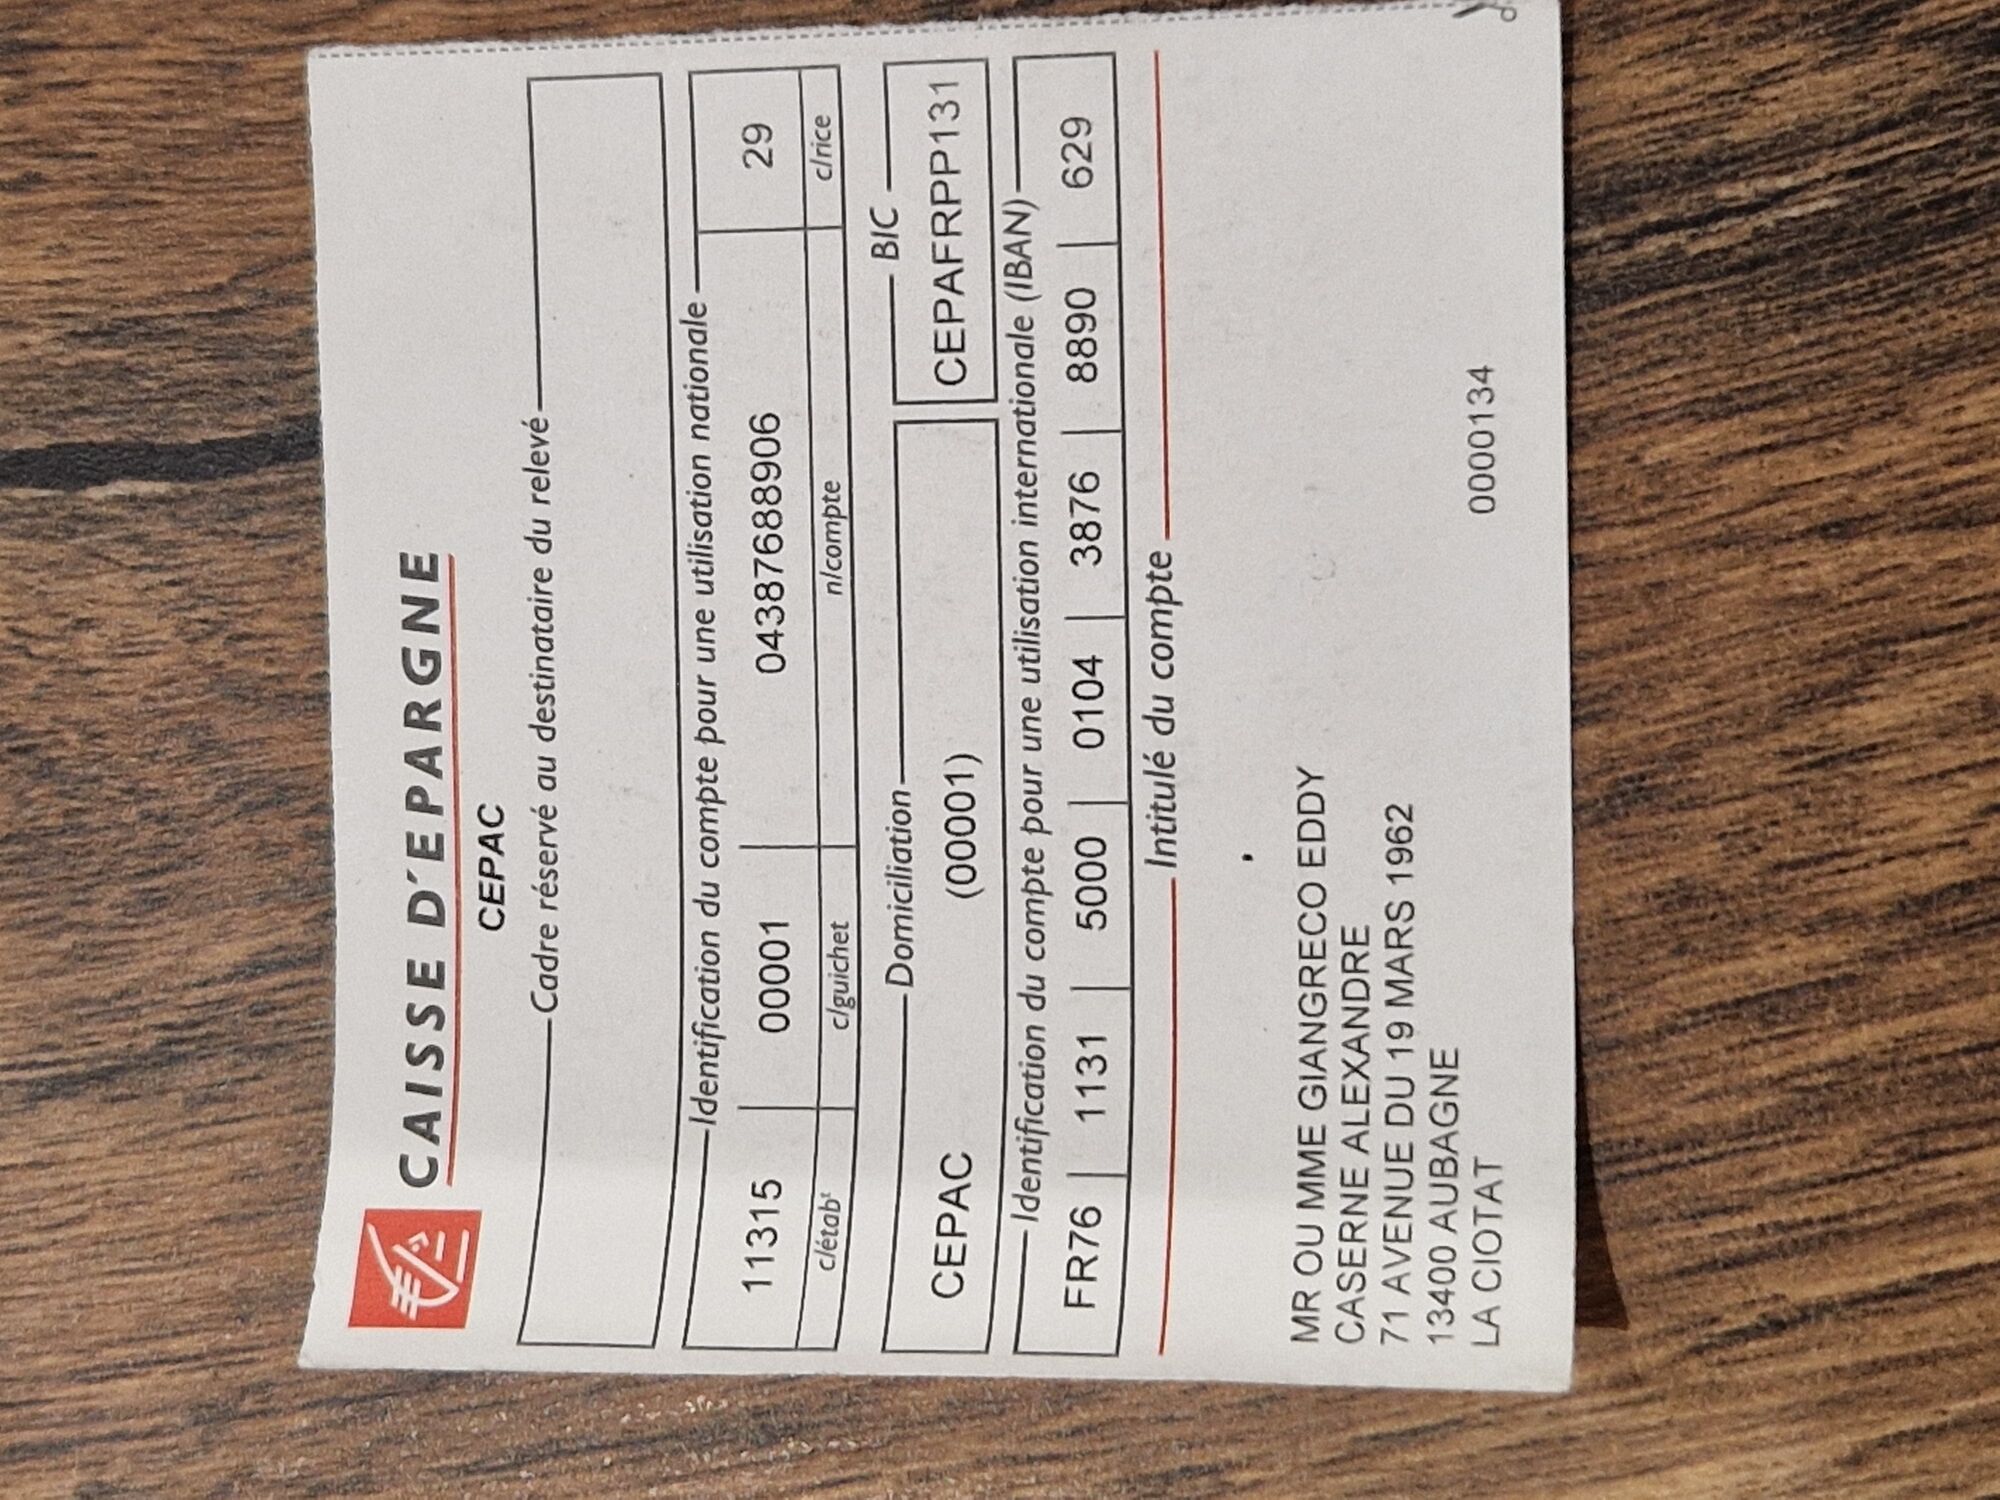 CAISSE D'EPARGNE
CEPAC
Cadre réservé au destinataire du relevé
Identification du compte pour une utilisation nationale
11315 00001 04387688906 29
c/étabt c/guichet n/compte c/rice
Domiciliation BIC
CEPAC (00001) CEPAFRPP131
Identification du compte pour une utilisation internationale (IBAN)
FR76 1131 5000 0104 3876 8890 629
Intitulé du compte
MR OU MME GIANGRECO EDDY
CASERNE ALEXANDRE
71 AVENUE DU 19 MARS 1962
13400 AUBAGNE
LA CIOTAT 0000134